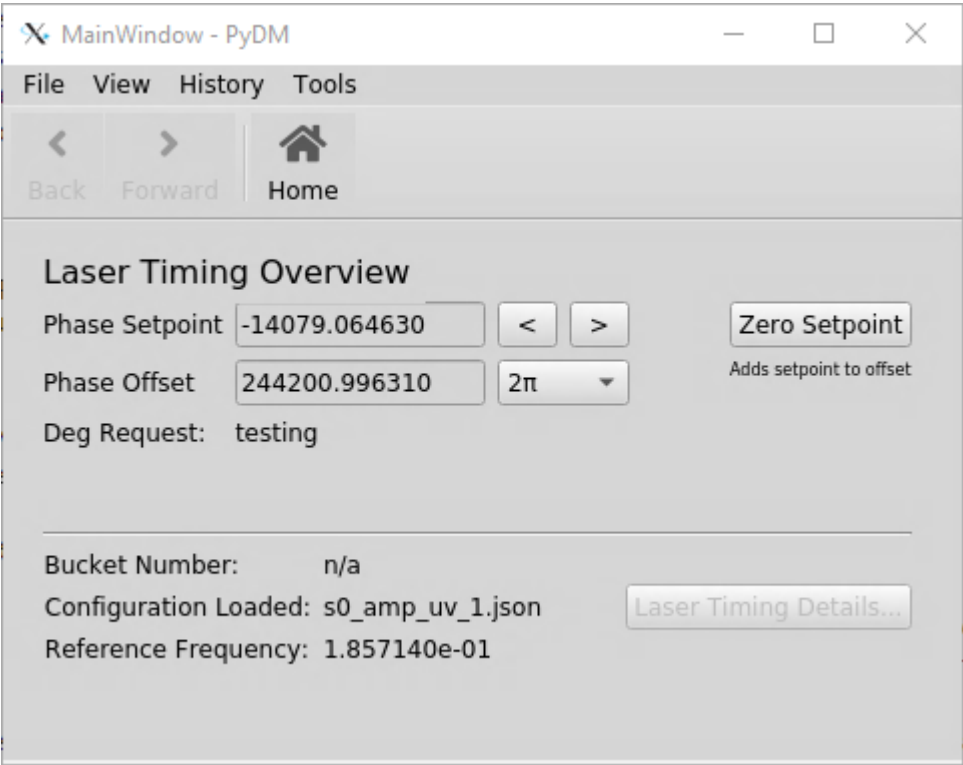 MainWindow - PyDM
File View History Tools
Back Forward Home
Laser Timing Overview
Phase Setpoint -14079.064630 < > Zero Setpoint
Phase Offset 244200.996310 2π Adds setpoint to offset
Deg Request: testing
Bucket Number: n/a
Configuration Loaded: s0_amp_uv_1.json Laser Timing Details...
Reference Frequency: 1.857140e-01